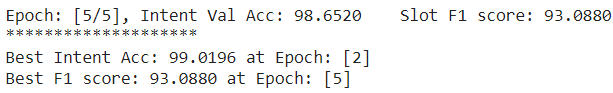 Epoch: [5/5], Intent Val Acc: 98.6520    Slot F1 score: 93.0880
********************
Best Intent Acc: 99.0196 at Epoch: [2]
Best F1 score: 93.0880 at Epoch: [5]